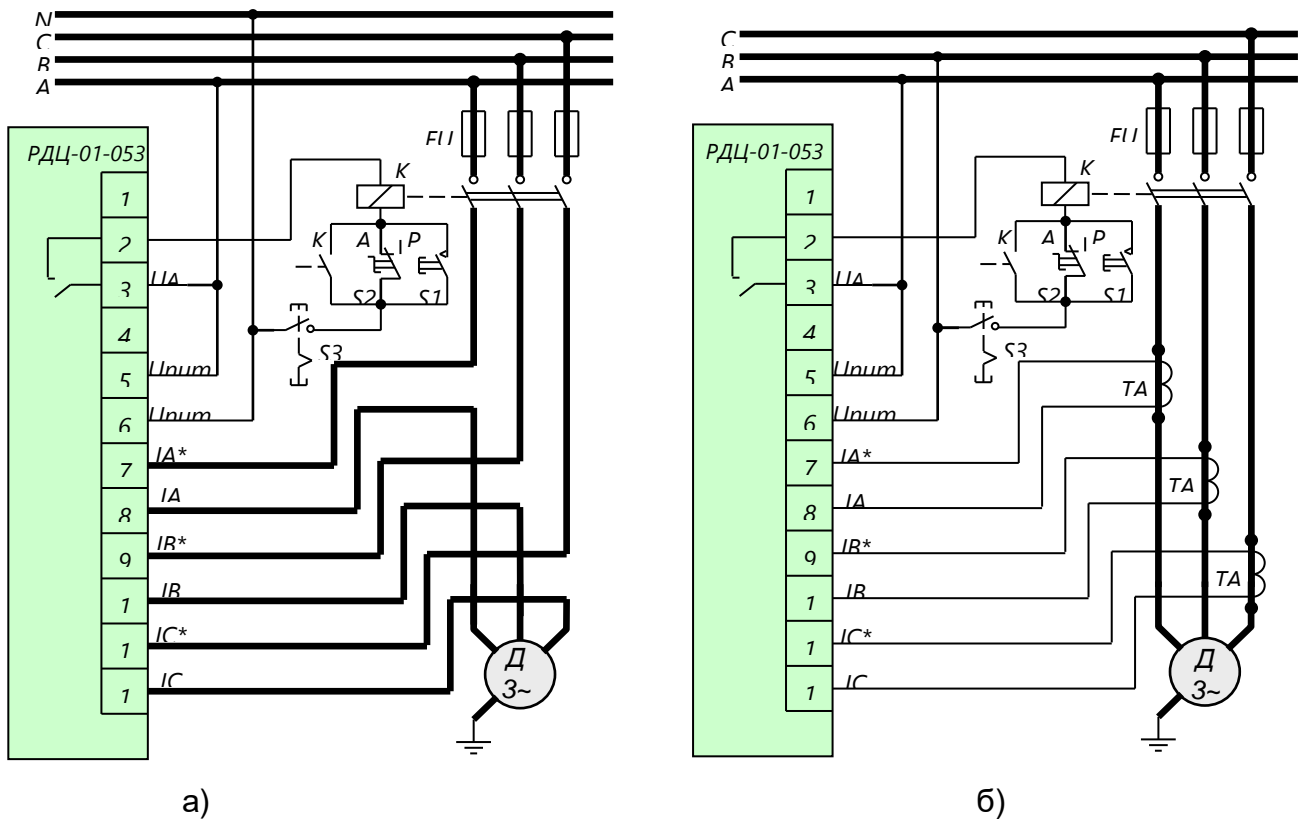 N
C
B
A
FU
РДЦ-01-053
K
1
2
K A P
3 UA
S2 S1
4
S3
5 Uпит
6 Uпит
7 IA*
8 IA
9 IB*
1 IB
1 IC*
1 IC
Д
3~
а)
C
B
A
FU
РДЦ-01-053
K
1
2
K A P
3 UA
S2 S1
4
S3
5 Uпит
TA
6 Uпит
7 IA*
TA
8 IA
9 IB*
TA
1 IB
1 IC*
1 IC
Д
3~
б)